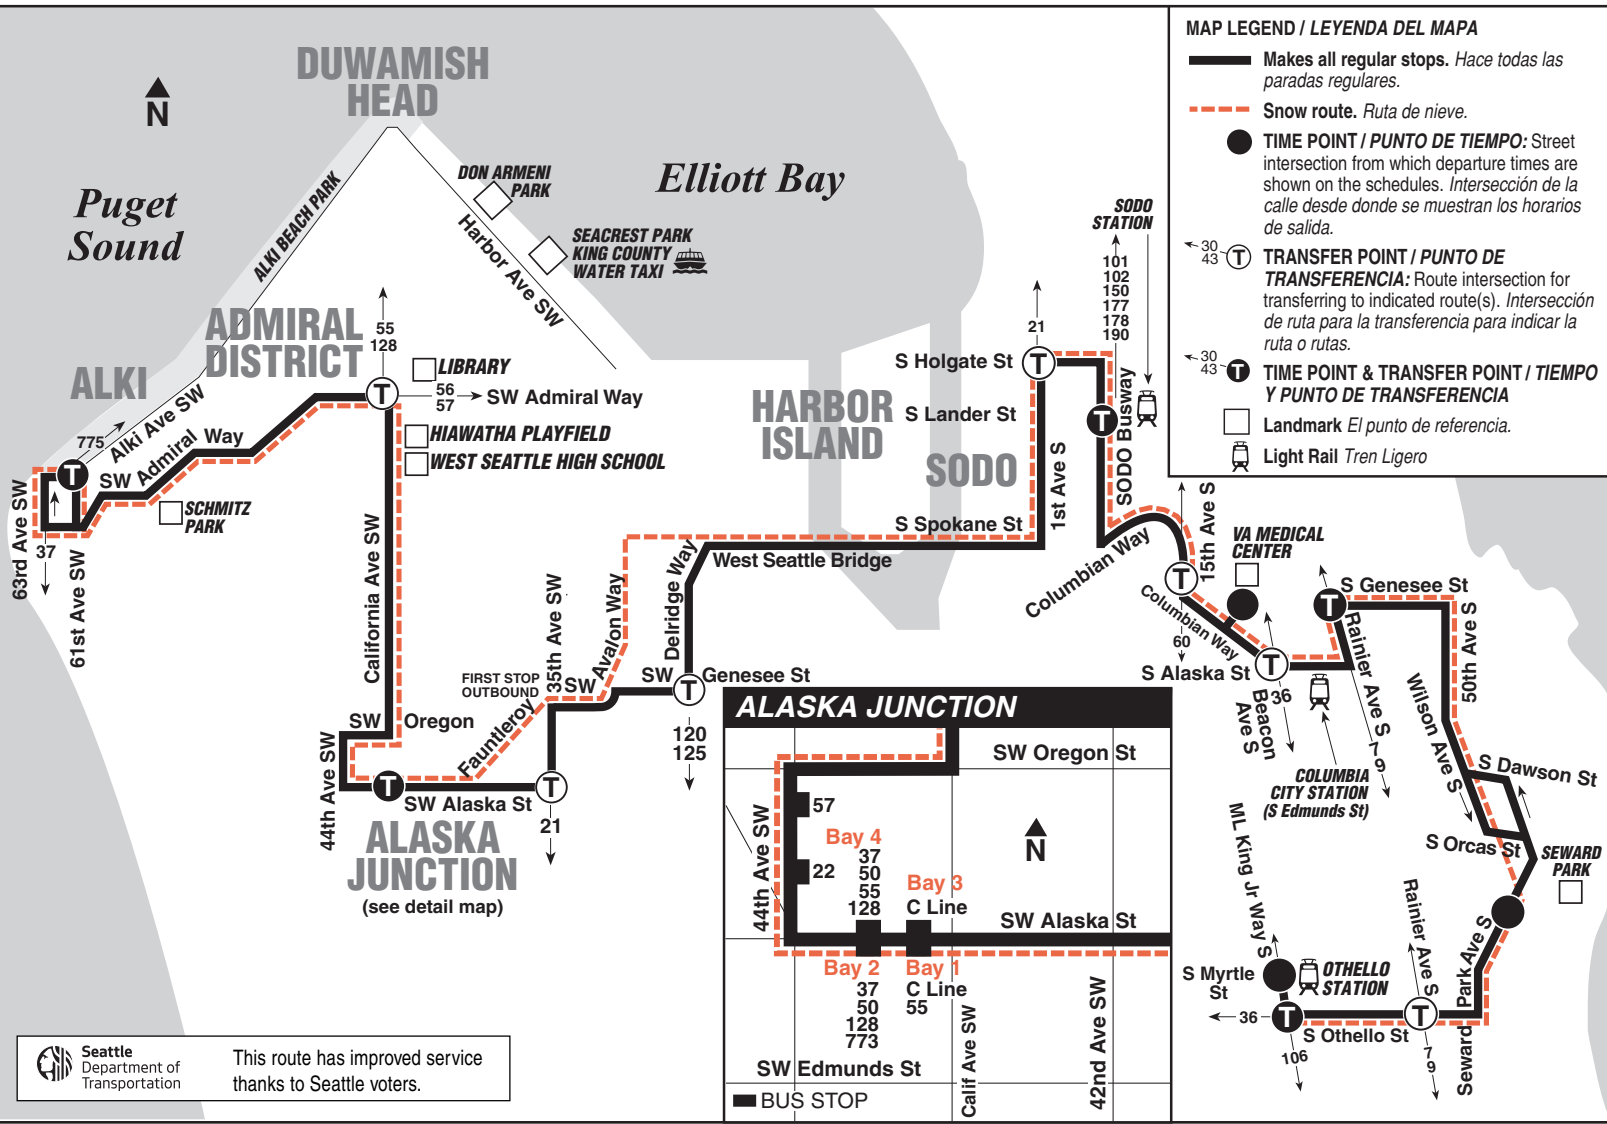 DUWAMISH
HEAD
N
Puget
Sound
Elliott Bay
ALKI BEACH PARK
DON ARMENI
PARK
Harbor Ave SW
SEACREST PARK
KING COUNTY
WATER TAXI
ADMIRAL
DISTRICT
55
128
LIBRARY
56
57
SW Admiral Way
HIAWATHA PLAYFIELD
WEST SEATTLE HIGH SCHOOL
ALKI
775
Alki Ave SW
SW Admiral Way
SCHMITZ
PARK
63rd Ave SW
37
61st Ave SW
California Ave SW
SW Oregon
44th Ave SW
SW Alaska St
ALASKA
JUNCTION
(see detail map)
Fauntleroy
FIRST STOP
OUTBOUND
35th Ave SW
21
SW
Avalon Way
SW Genesee St
Delridge Way
120
125
West Seattle Bridge
HARBOR
ISLAND
SODO
S Holgate St
S Lander St
S Spokane St
21
1st Ave S
SODO
STATION
101
102
150
177
178
190
SODO Busway
Columbian Way
15th Ave S
60
Columbian Way
VA MEDICAL
CENTER
S Alaska St
36
Beacon
Ave S
S Genesee St
Rainier Ave S
7
9
COLUMBIA
CITY STATION
(S Edmunds St)
50th Ave S
Wilson Ave S
S Dawson St
S Orcas St
SEWARD
PARK
Seward Park Ave S
Rainier Ave S
7
9
S Othello St
ML King Jr Way S
S Myrtle
St
OTHELLO
STATION
36
106
T
T
T
T
T
T
T
T
T
T
T
T
T
MAP LEGEND / LEYENDA DEL MAPA
Makes all regular stops. Hace todas las
paradas regulares.
Snow route. Ruta de nieve.
TIME POINT / PUNTO DE TIEMPO: Street
intersection from which departure times are
shown on the schedules. Intersección de la
calle desde donde se muestran los horarios
de salida.
30
43
T
TRANSFER POINT / PUNTO DE
TRANSFERENCIA: Route intersection for
transferring to indicated route(s). Intersección
de ruta para la transferencia para indicar la
ruta o rutas.
30
43
T
TIME POINT & TRANSFER POINT / TIEMPO
Y PUNTO DE TRANSFERENCIA
Landmark El punto de referencia.
Light Rail Tren Ligero
ALASKA JUNCTION
SW Oregon St
57
44th Ave SW
22
Bay 4
37
50
55
128
Bay 3
C Line
N
SW Alaska St
Bay 2
37
50
128
773
Bay 1
C Line
55
Calif Ave SW
42nd Ave SW
SW Edmunds St
BUS STOP
Seattle
Department of
Transportation
This route has improved service
thanks to Seattle voters.